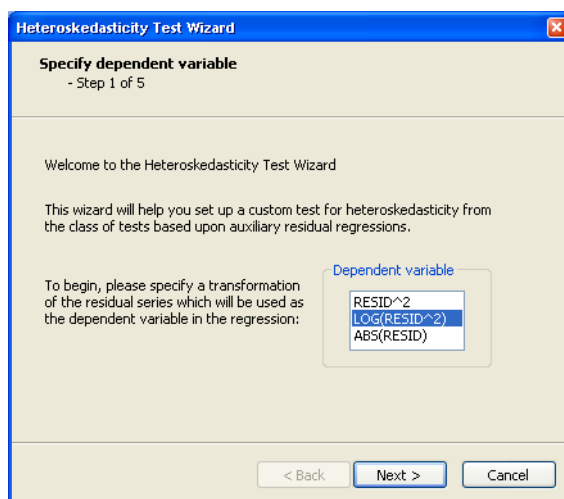 Heteroskedasticity Test Wizard
Specify dependent variable
- Step 1 of 5
Welcome to the Heteroskedasticity Test Wizard
This wizard will help you set up a custom test for heteroskedasticity from
the class of tests based upon auxiliary residual regressions.
To begin, please specify a transformation
of the residual series which will be used as
the dependent variable in the regression:
Dependent variable
RESID^2
LOG(RESID^2)
ABS(RESID)
< Back
Next >
Cancel